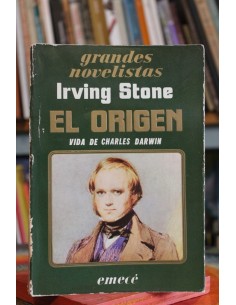 grandes
novelistas
Irving Stone
EL ORIGEN
VIDA DE CHARLES DARWIN
emecé